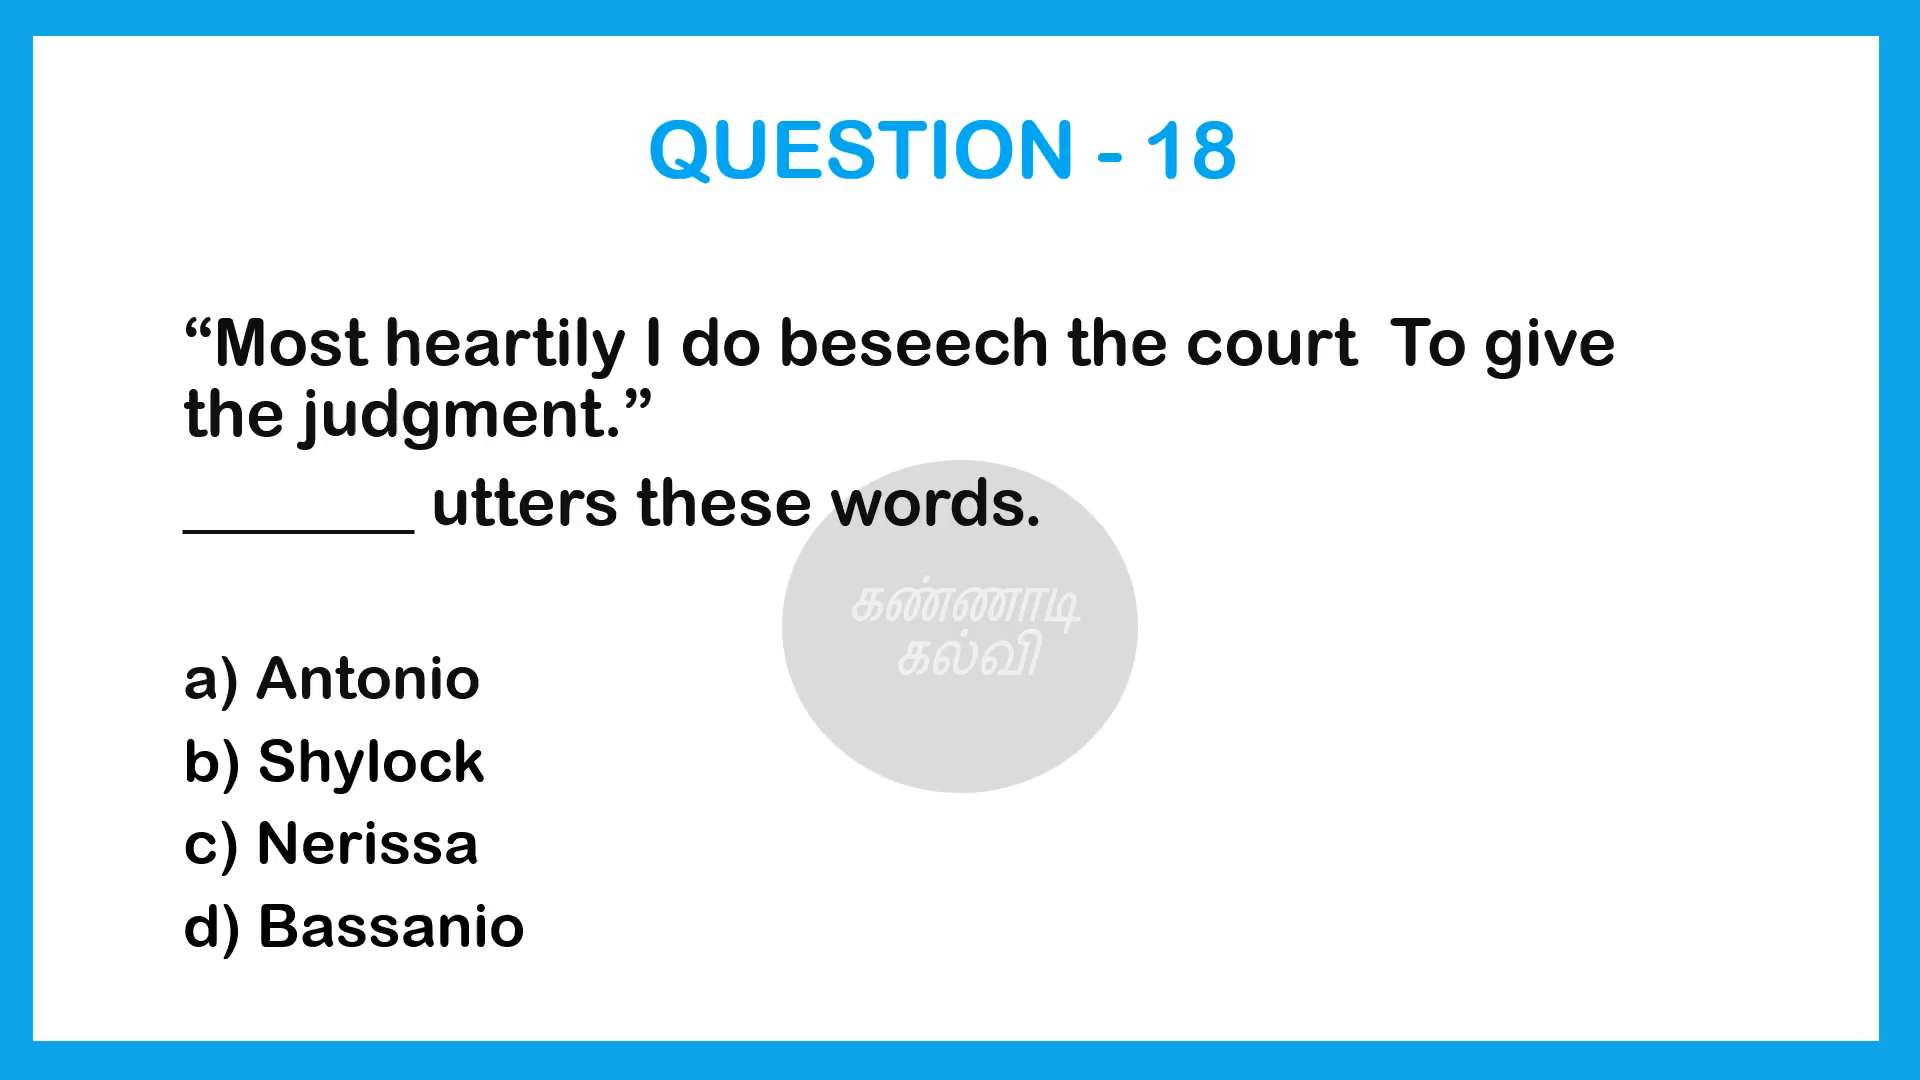 QUESTION - 18
“Most heartily I do beseech the court  To give
the judgment.”
_______ utters these words.
கண்ணாடி
கல்வி
a) Antonio
b) Shylock
c) Nerissa
d) Bassanio